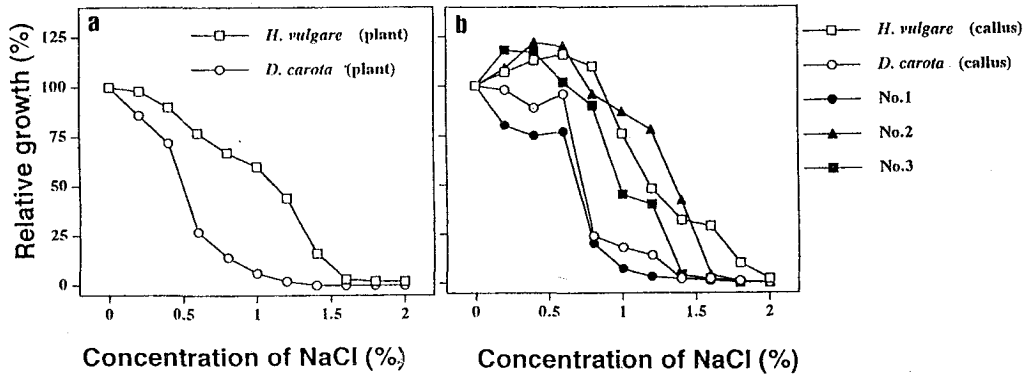 a
H. vulgare (plant)
D. carota (plant)
Relative growth (%)
125
100
75
50
25
0
0 0.5 1 1.5 2
Concentration of NaCl (%)
b
0 0.5 1 1.5 2
Concentration of NaCl (%)
H. vulgare (callus)
D. carota (callus)
No.1
No.2
No.3